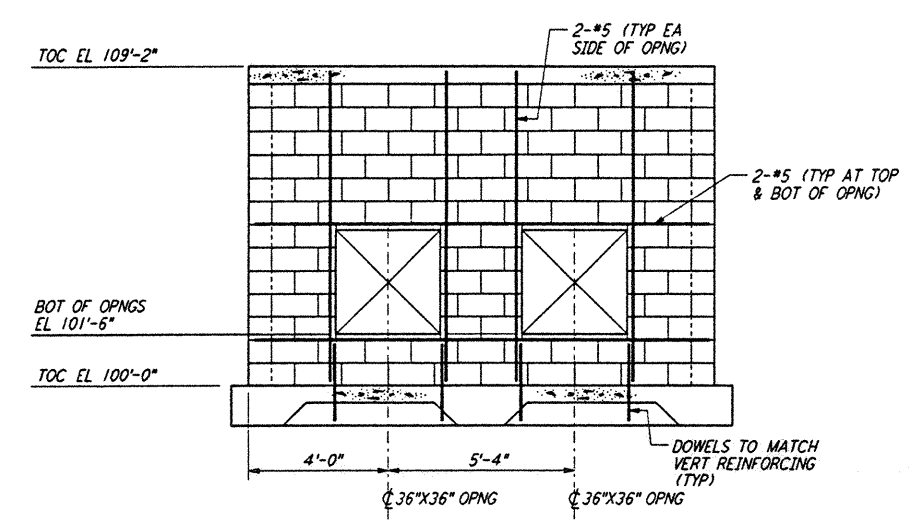 2-#5 (TYP EA
SIDE OF OPNG)
TOC EL 109'-2"
2-#5 (TYP AT TOP
& BOT OF OPNG)
BOT OF OPNGS
EL 101'-6"
TOC EL 100'-0"
DOWELS TO MATCH
VERT REINFORCING
(TYP)
4'-0"
5'-4"
℄ 36"X36" OPNG
℄ 36"X36" OPNG